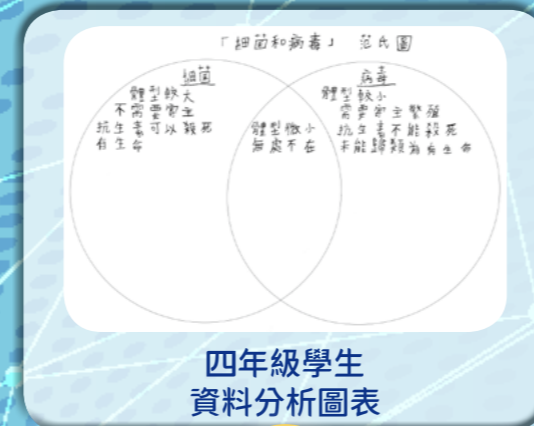 「細菌和病毒」 范氏圖
細菌
體型較大
不需要宿主
抗生素可以殺死
有生命
體型微小
無處不在
病毒
體型較小
需要宿主繁殖
抗生素不能殺死
未能歸類為有生命
四年級學生
資料分析圖表